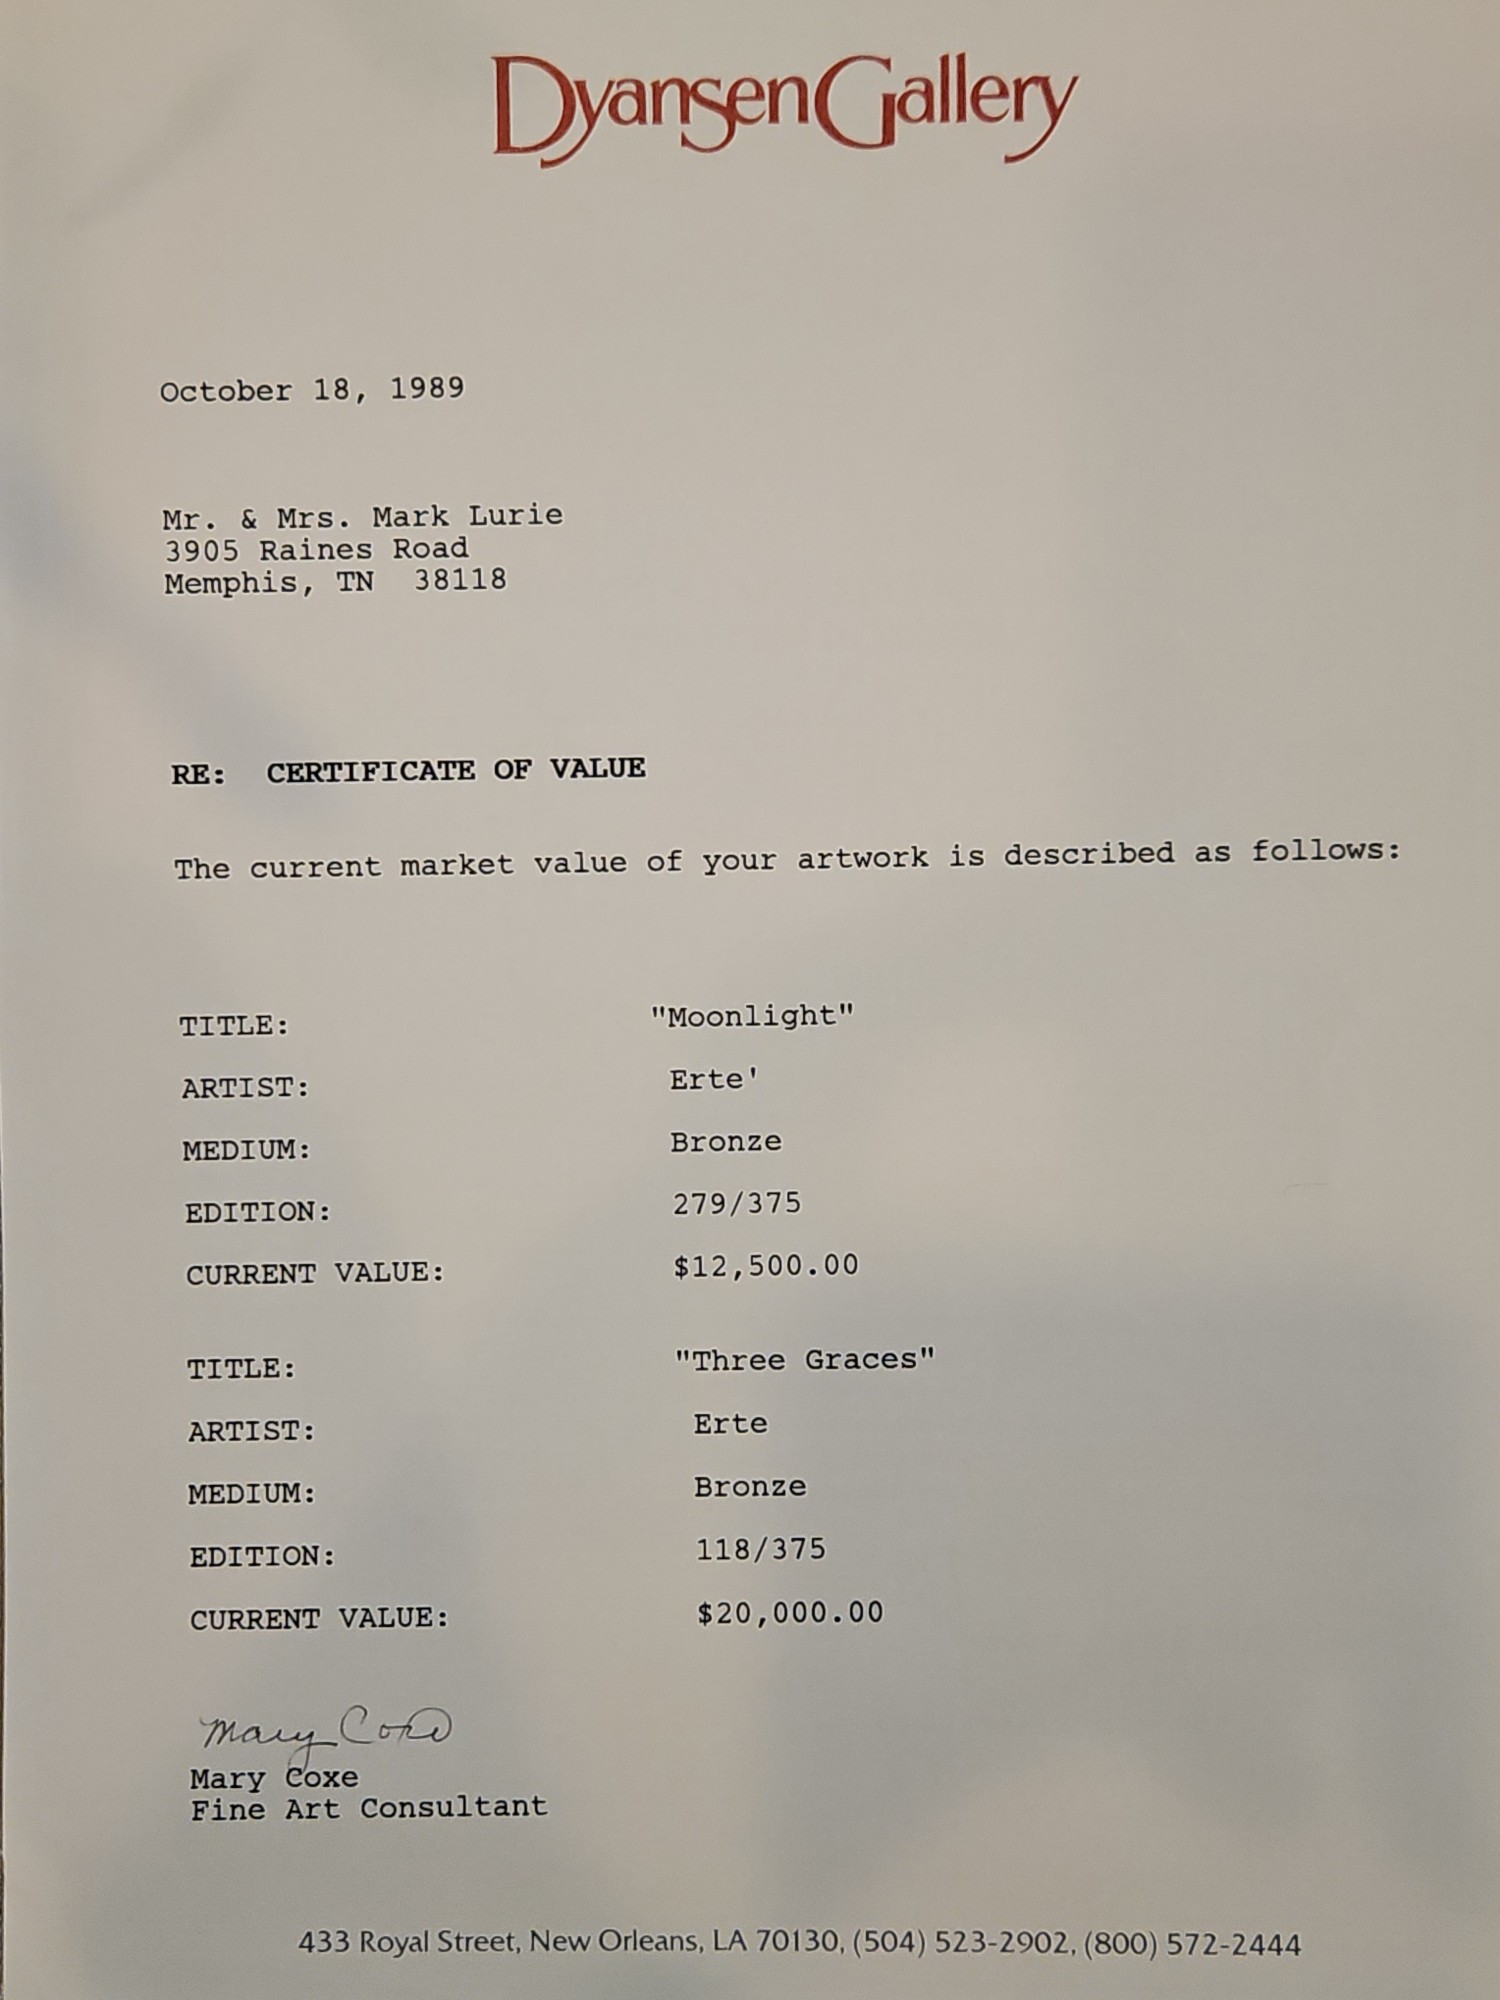 Dyansen Gallery
October 18, 1989
Mr. & Mrs. Mark Lurie
3905 Raines Road
Memphis, TN 38118
RE: CERTIFICATE OF VALUE
The current market value of your artwork is described as follows:
TITLE: "Moonlight"
ARTIST: Erte'
MEDIUM: Bronze
EDITION: 279/375
CURRENT VALUE: $12,500.00
TITLE: "Three Graces"
ARTIST: Erte
MEDIUM: Bronze
EDITION: 118/375
CURRENT VALUE: $20,000.00
Mary Coxe
Mary Coxe
Fine Art Consultant
433 Royal Street, New Orleans, LA 70130, (504) 523-2902, (800) 572-2444